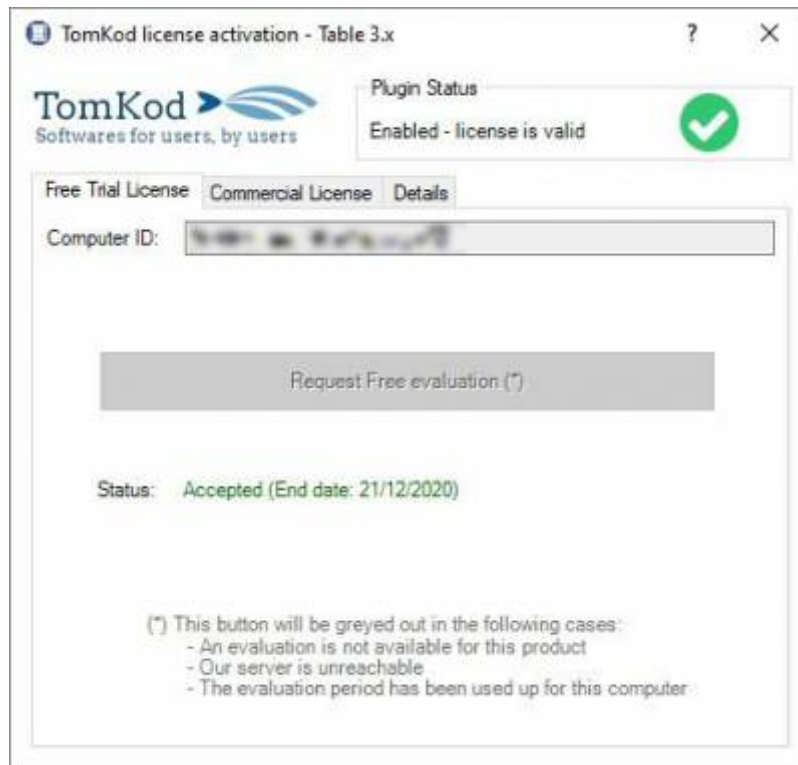 TomKod license activation - Table 3.x
?
TomKod
Softwares for users, by users
Plugin Status
Enabled - license is valid
Free Trial License
Commercial License
Details
Computer ID:
Request Free evaluation (*)
Status:
Accepted (End date: 21/12/2020)
(*) This button will be greyed out in the following cases:
- An evaluation is not available for this product
- Our server is unreachable
- The evaluation period has been used up for this computer